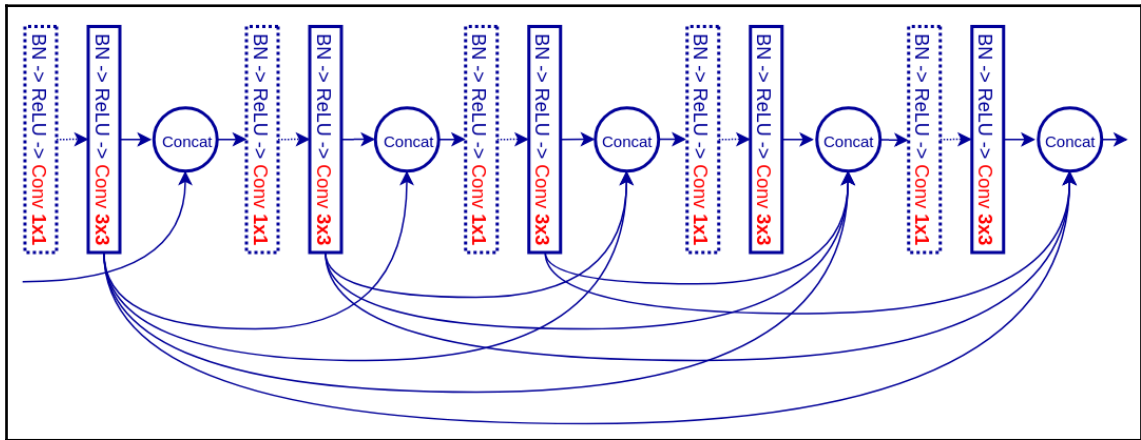 BN -> ReLU -> Conv 1x1
BN -> ReLU -> Conv 3x3
Concat
BN -> ReLU -> Conv 1x1
BN -> ReLU -> Conv 3x3
Concat
BN -> ReLU -> Conv 1x1
BN -> ReLU -> Conv 3x3
Concat
BN -> ReLU -> Conv 1x1
BN -> ReLU -> Conv 3x3
Concat
BN -> ReLU -> Conv 1x1
BN -> ReLU -> Conv 3x3
Concat